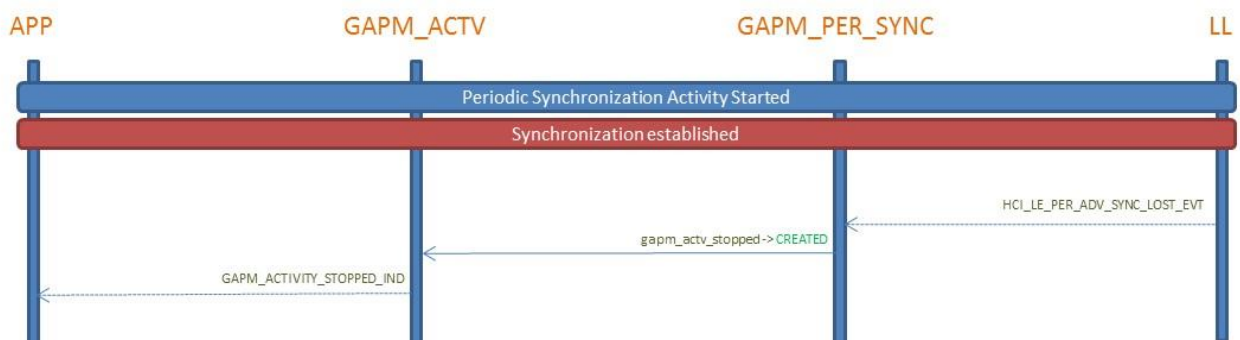 APP GAPM_ACTV GAPM_PER_SYNC LL
Periodic Synchronization Activity Started
Synchronization established
HCI_LE_PER_ADV_SYNC_LOST_EVT
gapm_actv_stopped->CREATED
GAPM_ACTIVITY_STOPPED_IND